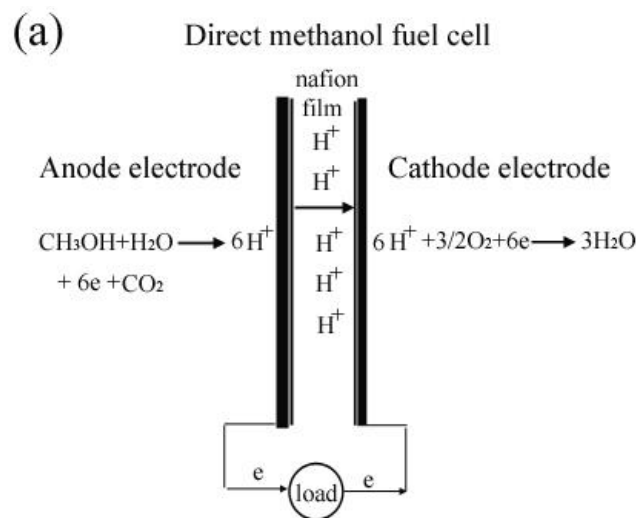 (a) Direct methanol fuel cell
nafion
film
H⁺
H⁺
Anode electrode
Cathode electrode
CH₃OH+H₂O → 6H⁺
+ 6e +CO₂
H⁺
H⁺
H⁺
6 H⁺ +3/2O₂+6e → 3H₂O
e
load
e